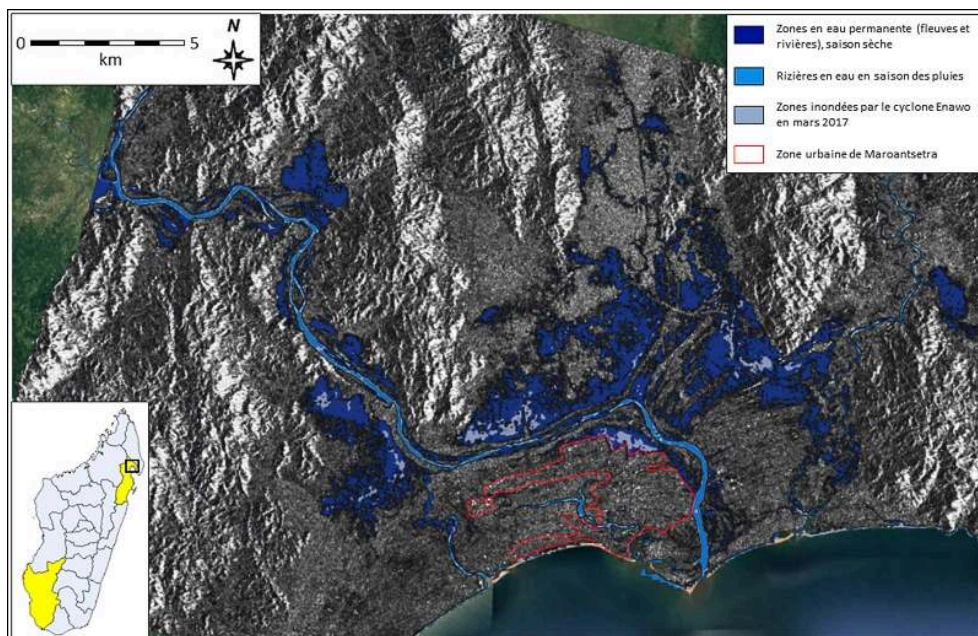 N
0
5
km
Zones en eau permanente (fleuves et
rivières), saison sèche
Rizières en eau en saison des pluies
Zones inondées par le cyclone Enawo
en mars 2017
Zone urbaine de Maroantsetra